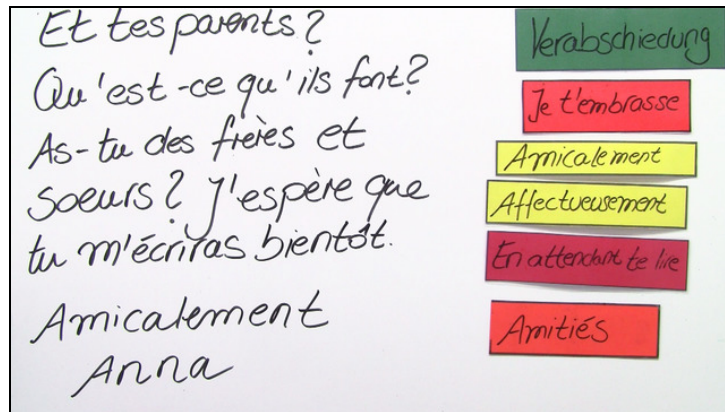 Et tes parents?
Qu'est-ce qu'ils font?
As-tu des frères et
soeurs? J'espère que
tu m'écriras bientôt.
Amicalement
Anna
Verabschiedung
Je t'embrasse
Amicalement
Affectueusement
En attendant te lire
Amitiés